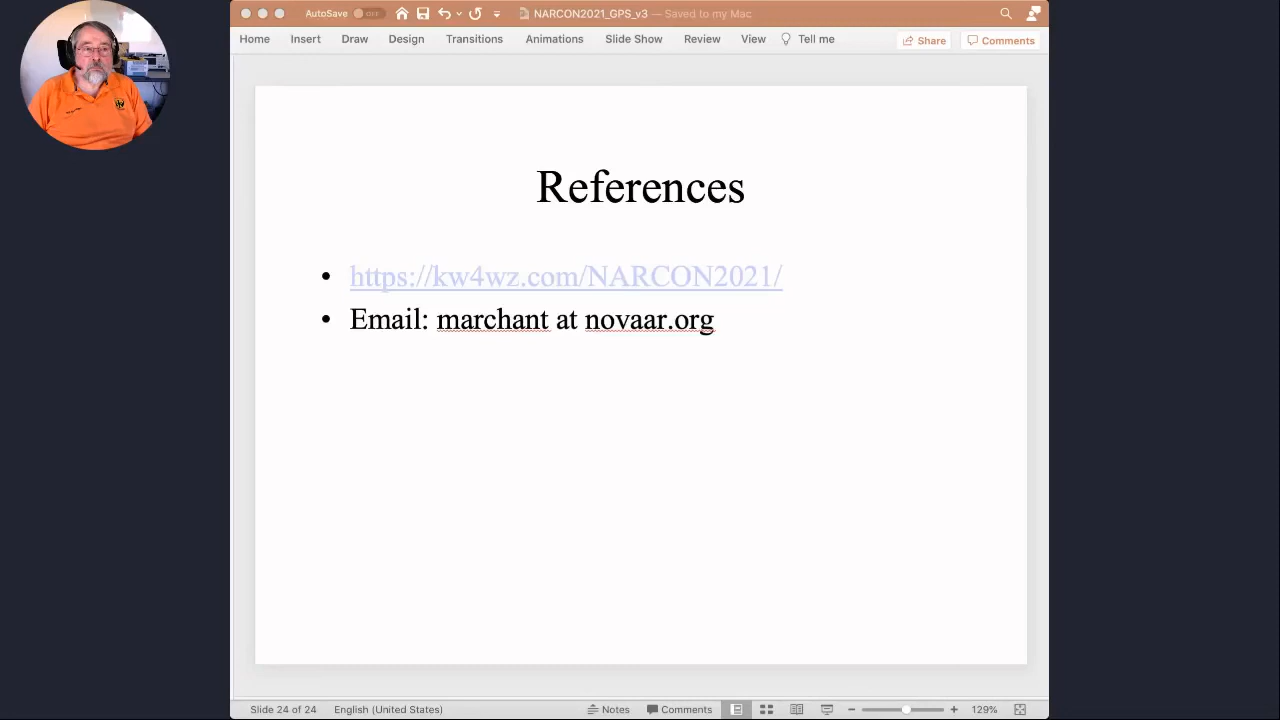 AutoSave OFF
NARCON2021_GPS_v3 — Saved to my Mac
Home Insert Draw Design Transitions Animations Slide Show Review View Tell me Share Comments
References
• https://kw4wz.com/NARCON2021/
• Email: marchant at novaar.org
Slide 24 of 24 English (United States) Notes Comments 129%